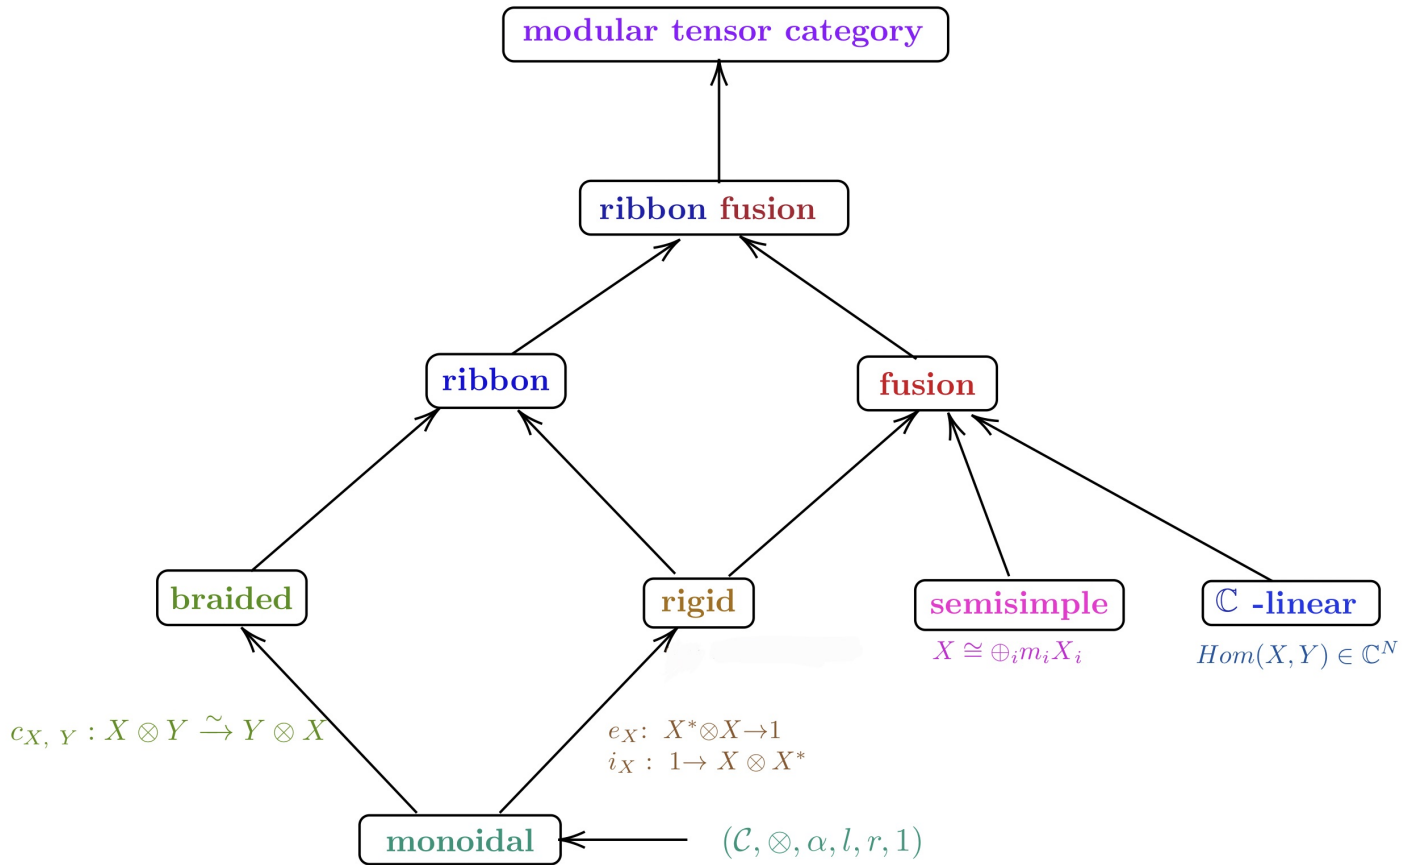 modular tensor category
ribbon fusion
ribbon
fusion
braided
rigid
semisimple
ℂ -linear
X ≅ ⊕ᵢmᵢXᵢ
Hom(X, Y) ∈ ℂᴺ
c_{X, Y} : X ⊗ Y ⥲ Y ⊗ X
e_X: X*⊗X→1
i_X : 1→ X ⊗ X*
monoidal
(𝒞, ⊗, α, l, r, 1)